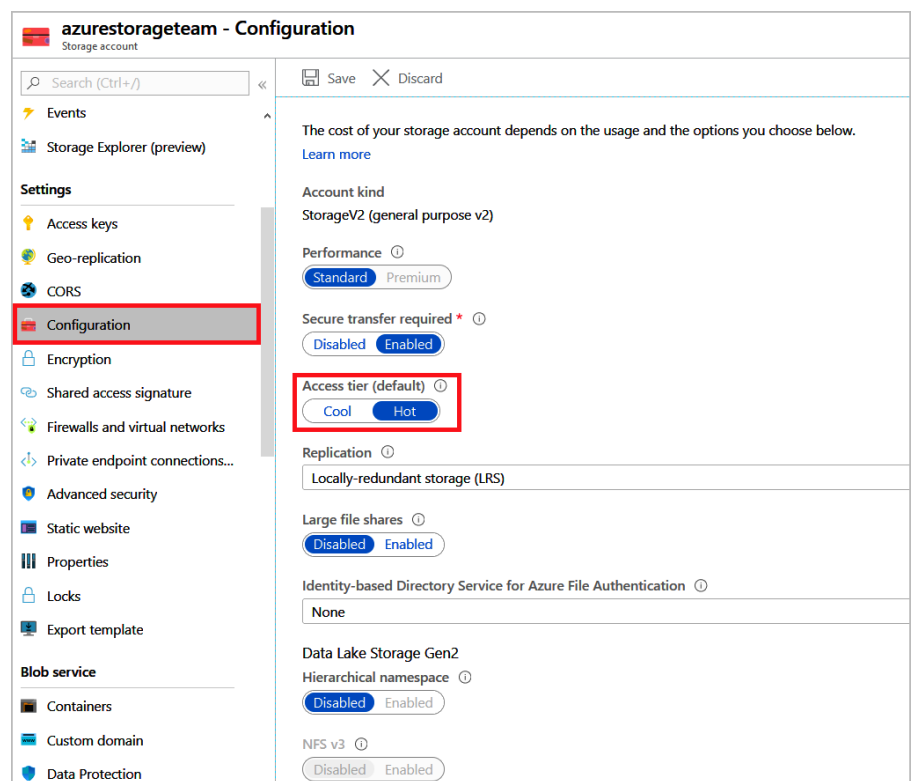 azurestorageteam - Configuration
Storage account
Search (Ctrl+/)
«
Events
Storage Explorer (preview)
Settings
Access keys
Geo-replication
CORS
Configuration
Encryption
Shared access signature
Firewalls and virtual networks
Private endpoint connections...
Advanced security
Static website
Properties
Locks
Export template
Blob service
Containers
Custom domain
Data Protection
Save Discard
The cost of your storage account depends on the usage and the options you choose below.
Learn more
Account kind
StorageV2 (general purpose v2)
Performance
Standard Premium
Secure transfer required *
Disabled Enabled
Access tier (default)
Cool Hot
Replication
Locally-redundant storage (LRS)
Large file shares
Disabled Enabled
Identity-based Directory Service for Azure File Authentication
None
Data Lake Storage Gen2
Hierarchical namespace
Disabled Enabled
NFS v3
Disabled Enabled